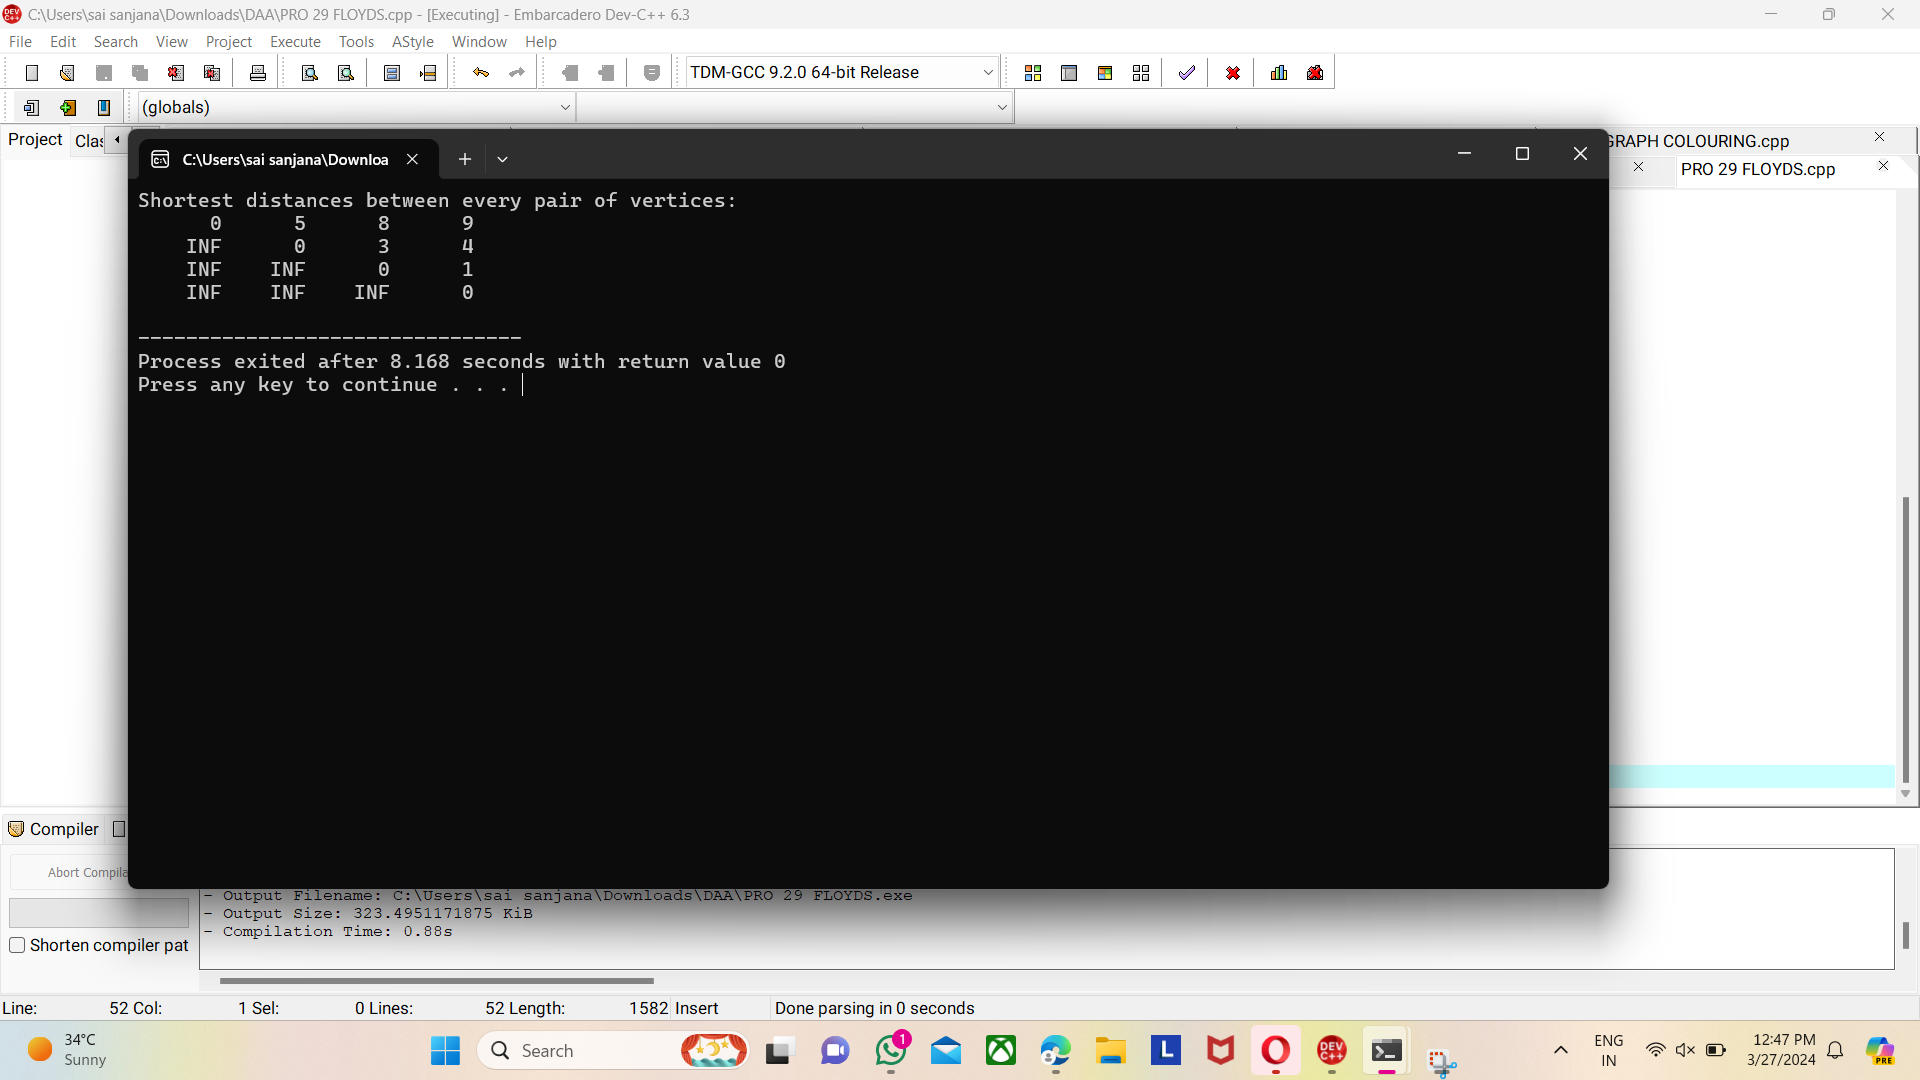 C:\Users\sai sanjana\Downloads\DAA\PRO 29 FLOYDS.cpp - [Executing] - Embarcadero Dev-C++ 6.3
File Edit Search View Project Execute Tools AStyle Window Help
TDM-GCC 9.2.0 64-bit Release
(globals)
Project Clas
RAPH COLOURING.cpp
C:\Users\sai sanjana\Downloa
PRO 29 FLOYDS.cpp
Shortest distances between every pair of vertices:
0 5 8 9
INF 0 3 4
INF INF 0 1
INF INF INF 0
--------------------------------
Process exited after 8.168 seconds with return value 0
Press any key to continue . . .
Compiler
Abort Compila
- Output Filename: C:\Users\sai sanjana\Downloads\DAA\PRO 29 FLOYDS.exe
- Output Size: 323.4951171875 KiB
- Compilation Time: 0.88s
Shorten compiler pat
Line: 52 Col: 1 Sel: 0 Lines: 52 Length: 1582 Insert Done parsing in 0 seconds
34°C
Sunny
Search
1
L
DEV C++
ENG
IN
12:47 PM
3/27/2024
PRE